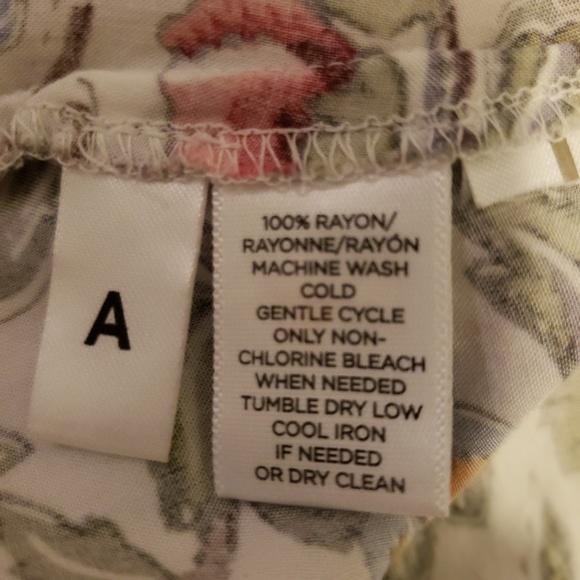 A
100% RAYON/
RAYONNE/RAYÓN
MACHINE WASH
COLD
GENTLE CYCLE
ONLY NON-
CHLORINE BLEACH
WHEN NEEDED
TUMBLE DRY LOW
COOL IRON
IF NEEDED
OR DRY CLEAN